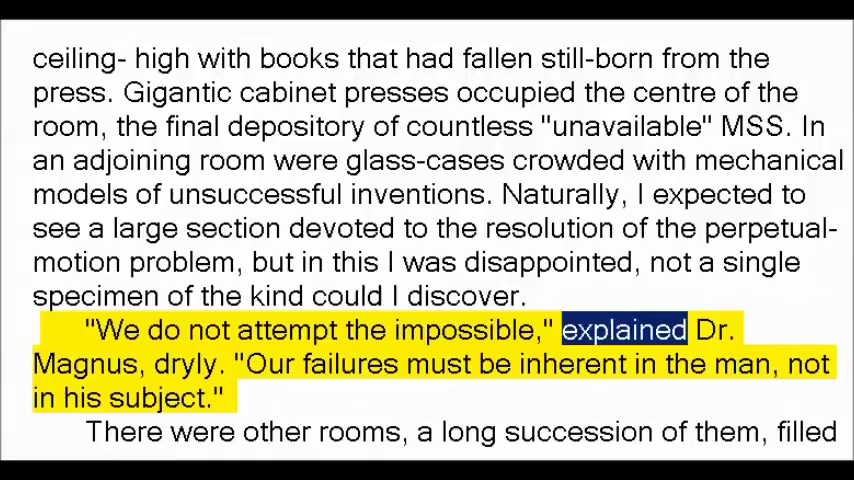 ceiling- high with books that had fallen still-born from the
press. Gigantic cabinet presses occupied the centre of the
room, the final depository of countless "unavailable" MSS. In
an adjoining room were glass-cases crowded with mechanical
models of unsuccessful inventions. Naturally, I expected to
see a large section devoted to the resolution of the perpetual-
motion problem, but in this I was disappointed, not a single
specimen of the kind could I discover.
"We do not attempt the impossible," explained Dr.
Magnus, dryly. "Our failures must be inherent in the man, not
in his subject."
There were other rooms, a long succession of them, filled